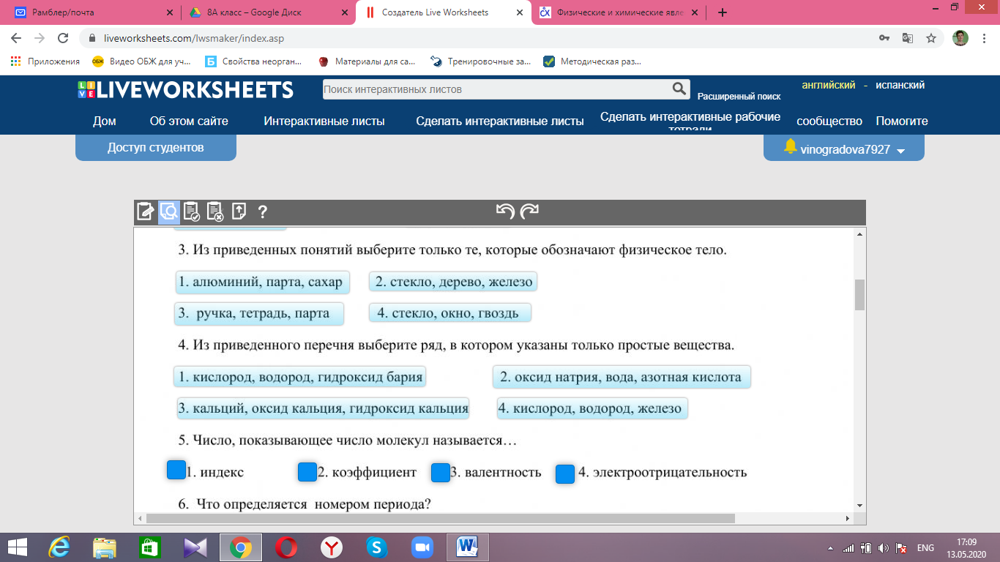 Рамблер/почта
8А класс – Google Диск
Создатель Live Worksheets
Физические и химические явле
liveworksheets.com/lwsmaker/index.asp
Приложения
ОБЖ Видео ОБЖ для уч...
Б Свойства неорган...
Материалы для са...
Тренировочные за...
Методическая раз...
LIVE LIVEWORKSHEETS
Поиск интерактивных листов
Расширенный поиск
английский - испанский
Дом
Об этом сайте
Интерактивные листы
Сделать интерактивные листы
Сделать интерактивные рабочие
тетради
сообщество
Помогите
Доступ студентов
vinogradova7927
?
3. Из приведенных понятий выберите только те, которые обозначают физическое тело.
1. алюминий, парта, сахар
2. стекло, дерево, железо
3. ручка, тетрадь, парта
4. стекло, окно, гвоздь
4. Из приведенного перечня выберите ряд, в котором указаны только простые вещества.
1. кислород, водород, гидроксид бария
2. оксид натрия, вода, азотная кислота
3. кальций, оксид кальция, гидроксид кальция
4. кислород, водород, железо
5. Число, показывающее число молекул называется…
1. индекс
2. коэффициент
3. валентность
4. электроотрицательность
6. Что определяется номером периода?
ENG
17:09
13.05.2020